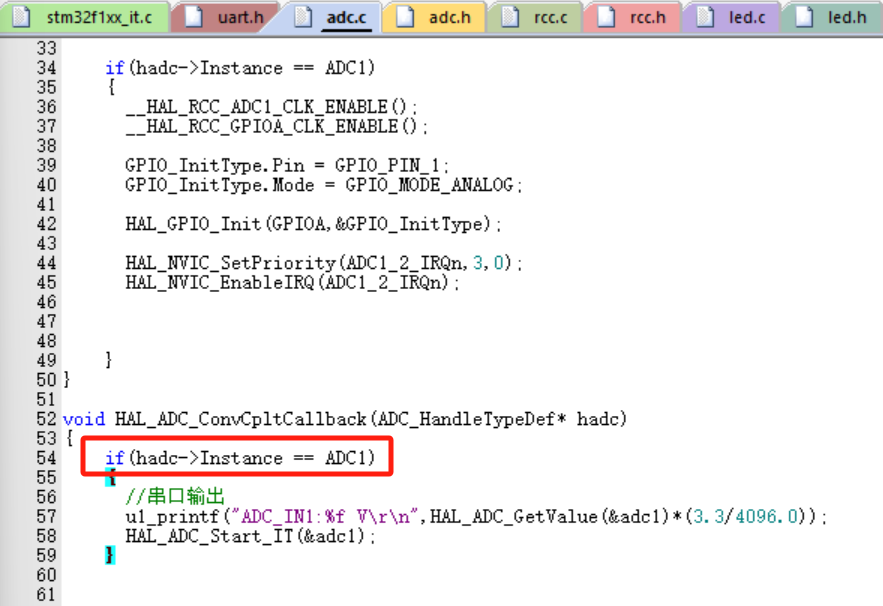 stm32f1xx_it.c uart.h adc.c adc.h rcc.c rcc.h led.c led.h
33
34 if(hadc->Instance == ADC1)
35 {
36 __HAL_RCC_ADC1_CLK_ENABLE();
37 __HAL_RCC_GPIOA_CLK_ENABLE();
38
39 GPIO_InitType.Pin = GPIO_PIN_1;
40 GPIO_InitType.Mode = GPIO_MODE_ANALOG;
41
42 HAL_GPIO_Init(GPIOA,&GPIO_InitType);
43
44 HAL_NVIC_SetPriority(ADC1_2_IRQn,3,0);
45 HAL_NVIC_EnableIRQ(ADC1_2_IRQn);
46
47
48
49 }
50 }
51
52 void HAL_ADC_ConvCpltCallback(ADC_HandleTypeDef* hadc)
53 {
54 if(hadc->Instance == ADC1)
55 {
56 //串口输出
57 u1_printf("ADC_IN1:%f V\r\n",HAL_ADC_GetValue(&adc1)*(3.3/4096.0));
58 HAL_ADC_Start_IT(&adc1);
59 }
60
61